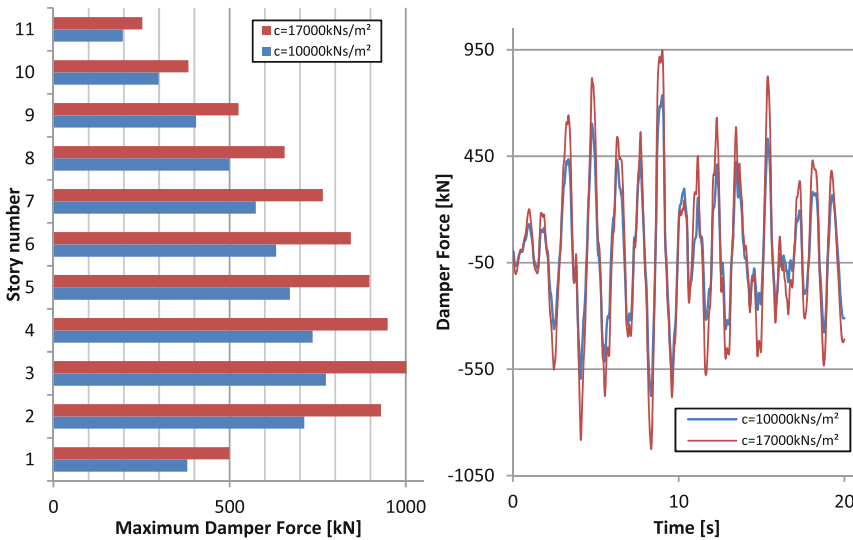 c=17000kNs/m²
c=10000kNs/m²
Story number
11
10
9
8
7
6
5
4
3
2
1
0
500
1000
Maximum Damper Force [kN]
Damper Force [kN]
950
450
-50
-550
-1050
c=10000kNs/m²
c=17000kNs/m²
0
10
20
Time [s]